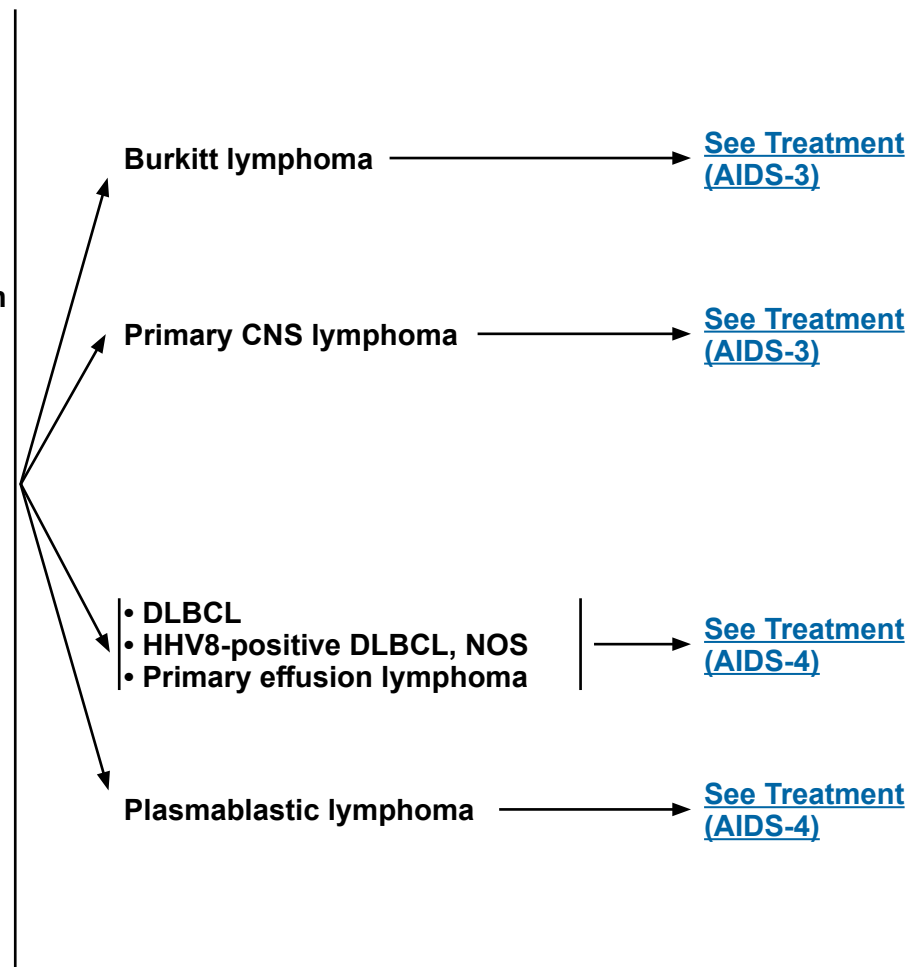 Burkitt lymphoma
See Treatment
(AIDS-3)
Primary CNS lymphoma
See Treatment
(AIDS-3)
• DLBCL
• HHV8-positive DLBCL, NOS
• Primary effusion lymphoma
See Treatment
(AIDS-4)
Plasmablastic lymphoma
See Treatment
(AIDS-4)